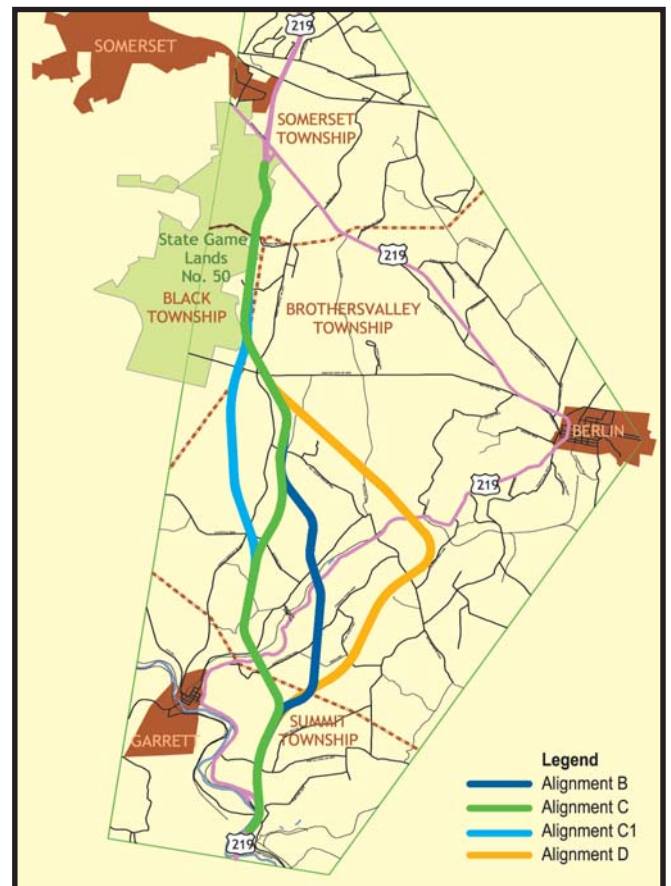 219
SOMERSET
SOMERSET
TOWNSHIP
State Game
Lands
No. 50
BLACK
TOWNSHIP
219
BROTHERSVALLEY
TOWNSHIP
BERLIN
219
GARRETT
SUMMIT
TOWNSHIP
219
Legend
Alignment B
Alignment C
Alignment C1
Alignment D